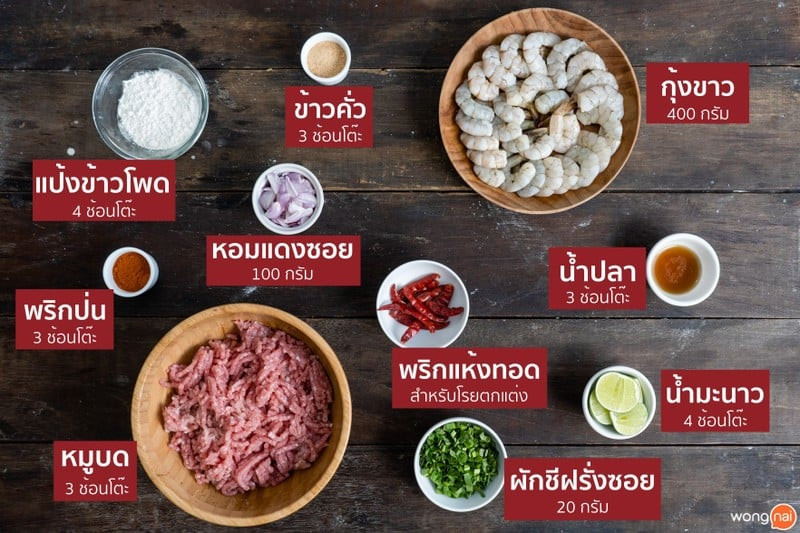 ข้าวคั่ว
3 ช้อนโต๊ะ
กุ้งขาว
400 กรัม
แป้งข้าวโพด
4 ช้อนโต๊ะ
หอมแดงซอย
100 กรัม
น้ำปลา
3 ช้อนโต๊ะ
พริกป่น
3 ช้อนโต๊ะ
พริกแห้งทอด
สำหรับโรยตกแต่ง
น้ำมะนาว
4 ช้อนโต๊ะ
หมูบด
3 ช้อนโต๊ะ
ผักชีฝรั่งซอย
20 กรัม
wongnai